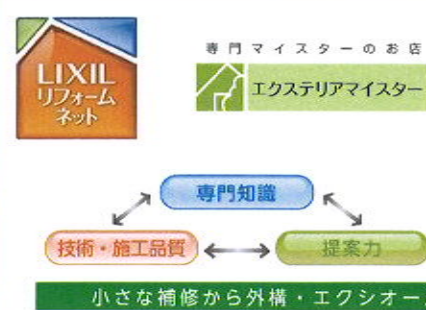 LIXIL
リフォーム
ネット
専門マイスターのお店
エクステリアマイスター
専門知識
技術・施工品質
提案力
小さな補修から外構・エクシオー